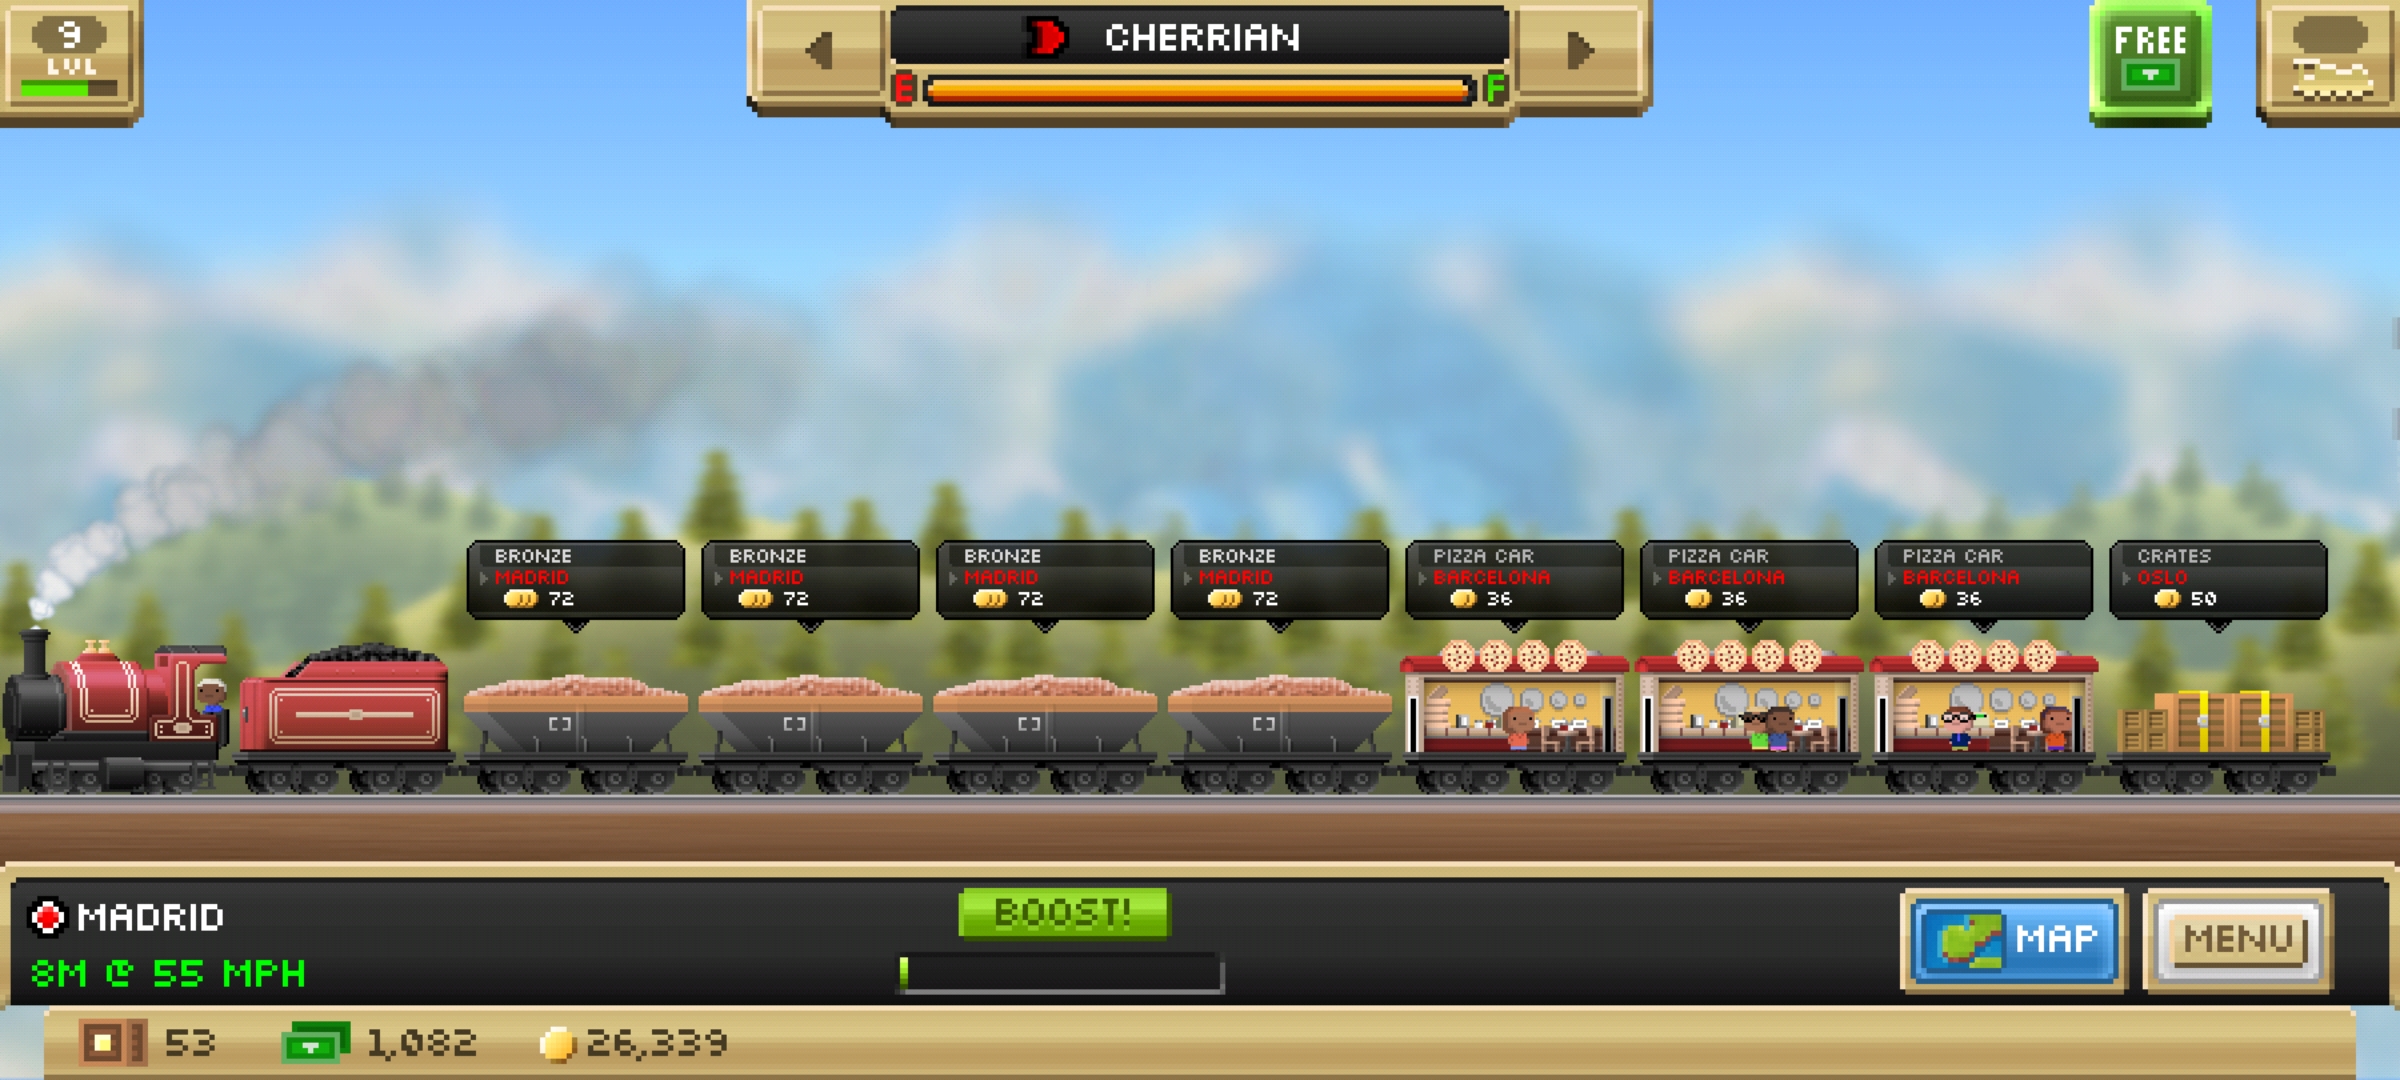 9
LVL
CHERRIAN
E F
FREE
BRONZE
MADRID
72
BRONZE
MADRID
72
BRONZE
MADRID
72
BRONZE
MADRID
72
PIZZA CAR
BARCELONA
36
PIZZA CAR
BARCELONA
36
PIZZA CAR
BARCELONA
36
CRATES
OSLO
50
MADRID
8M @ 55 MPH
BOOST!
MAP
MENU
53
1,082
26,339